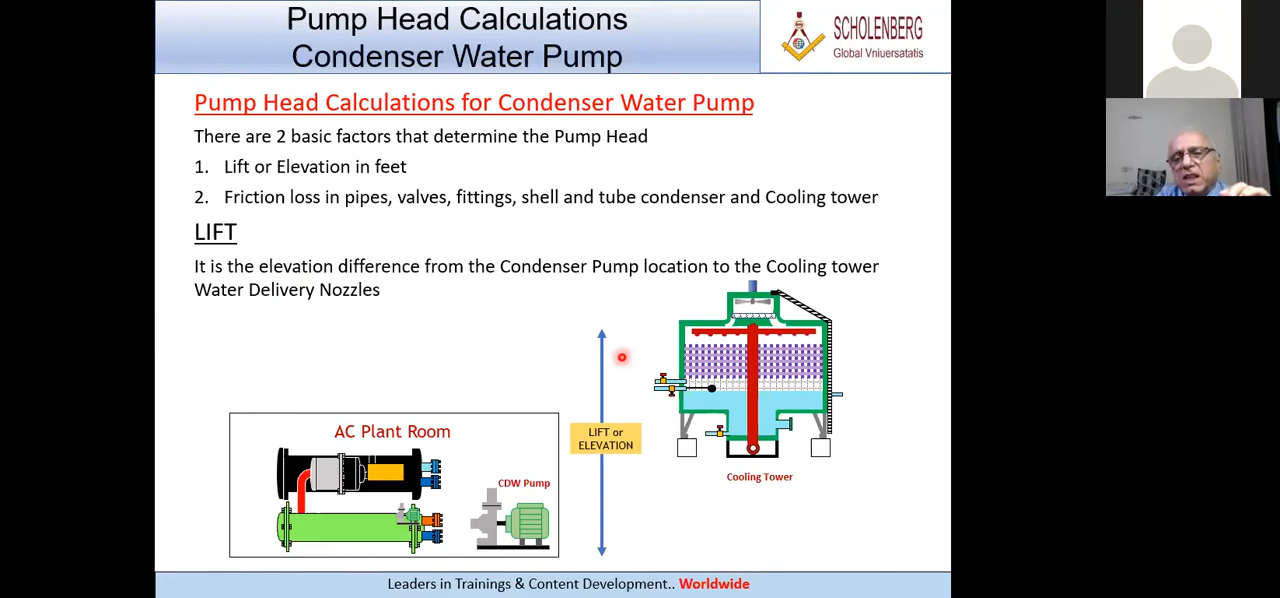 Pump Head Calculations
Condenser Water Pump
SCHOLENBERG
Global Vniuersatatis
Pump Head Calculations for Condenser Water Pump
There are 2 basic factors that determine the Pump Head
1. Lift or Elevation in feet
2. Friction loss in pipes, valves, fittings, shell and tube condenser and Cooling tower
LIFT
It is the elevation difference from the Condenser Pump location to the Cooling tower
Water Delivery Nozzles
AC Plant Room
CDW Pump
LIFT or
ELEVATION
Cooling Tower
Leaders in Trainings & Content Development.. Worldwide